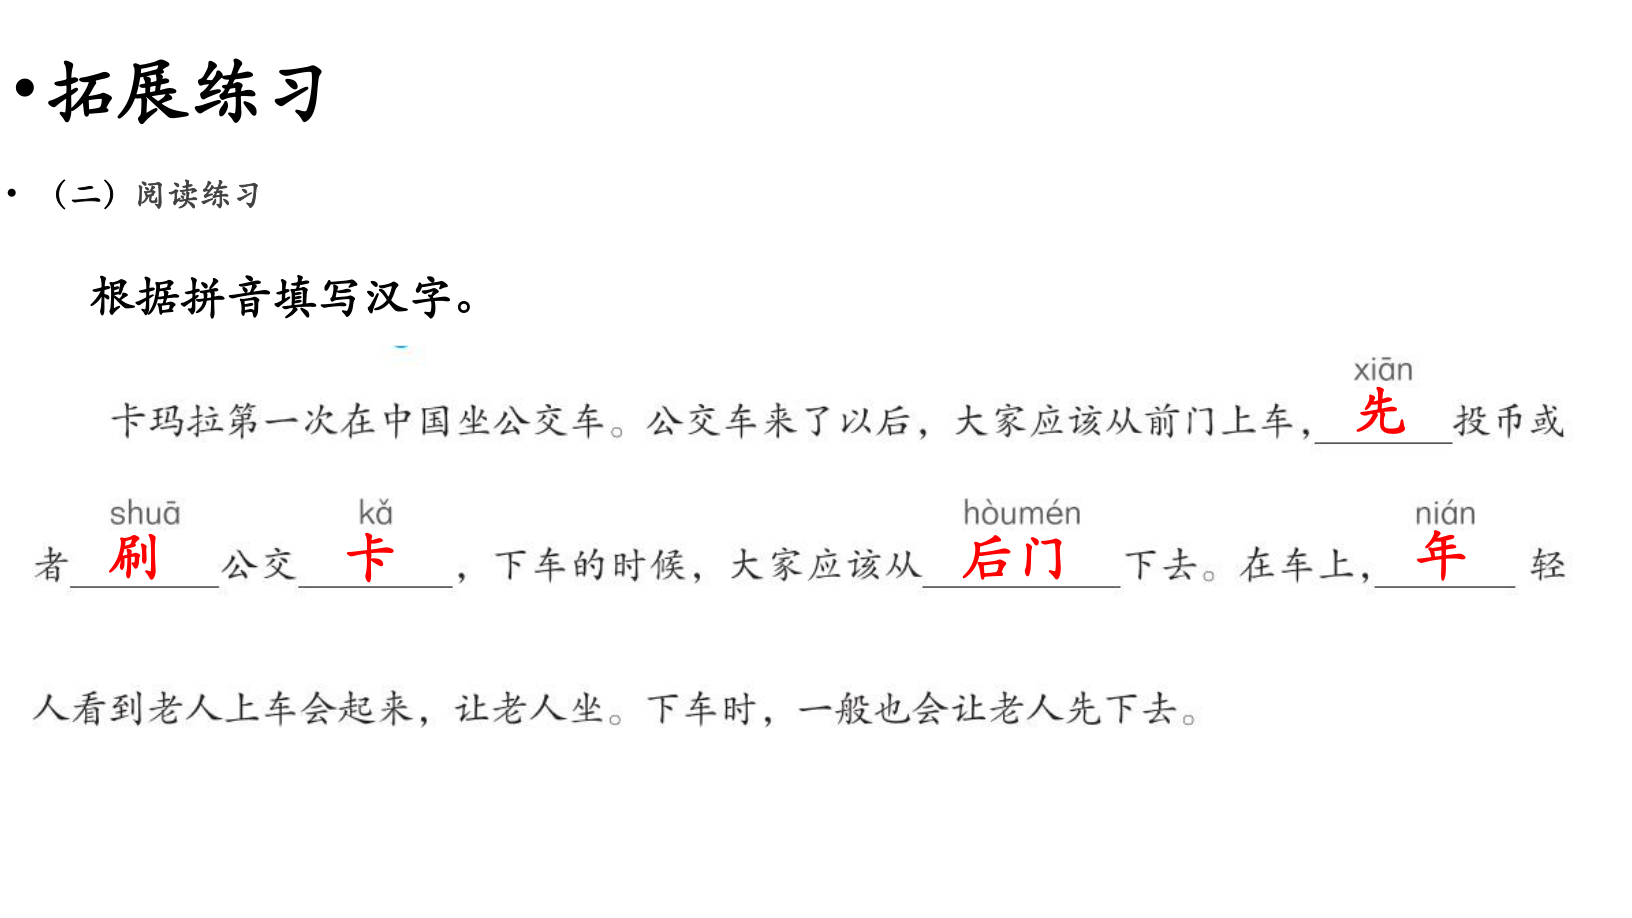 •拓展练习
•（二）阅读练习
根据拼音填写汉字。
xiān
卡玛拉第一次在中国坐公交车。公交车来了以后，大家应该从前门上车，先投币或
shuā kǎ hòumén nián
者刷公交卡，下车的时候，大家应该从后门下去。在车上，年轻
人看到老人上车会起来，让老人坐。下车时，一般也会让老人先下去。